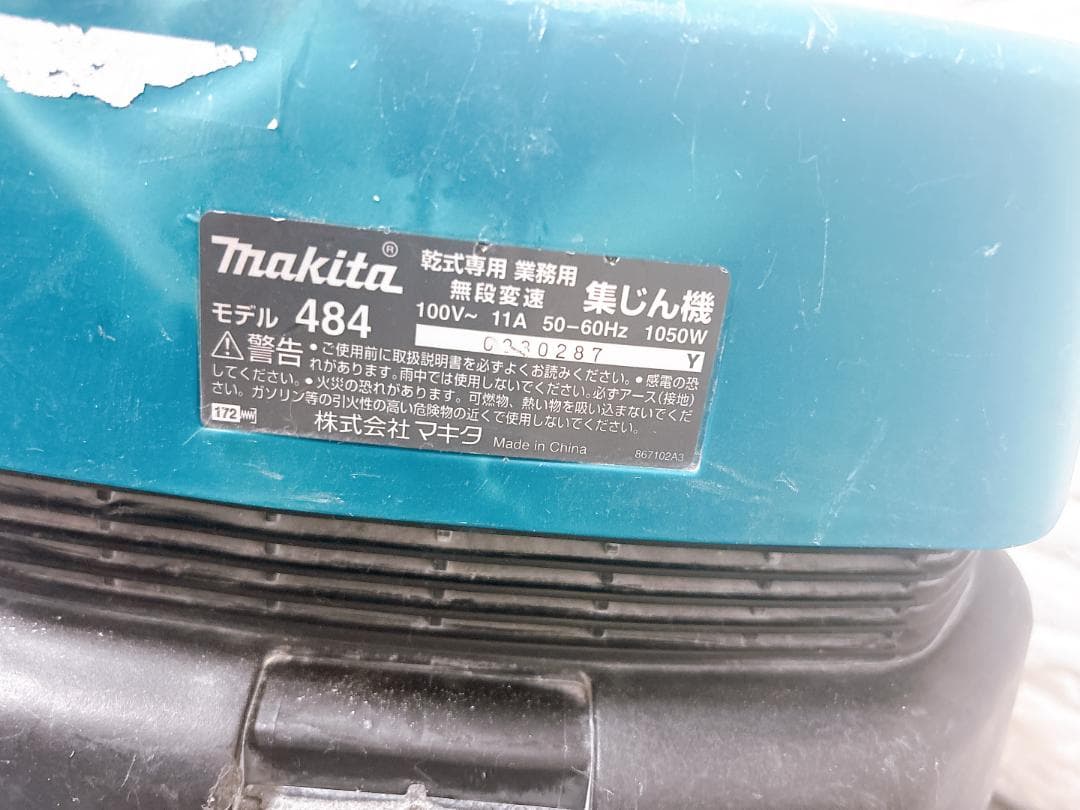 makita®
乾式専用 業務用
無段変速 集じん機
モデル 484
100V~ 11A 50-60Hz 1050W
0330287 Y
警告 •ご使用前に取扱説明書を必ずよくお読みください。•感電の恐
れがあります。雨中では使用しないでください。必ずアース(接地)
してください。•火災の恐れがあります。可燃物、熱い物を吸い込まないでくだ
さい。ガソリン等の引火性の高い危険物の近くで使用しないでください。
172
株式会社 マキタ Made in China
867102A3